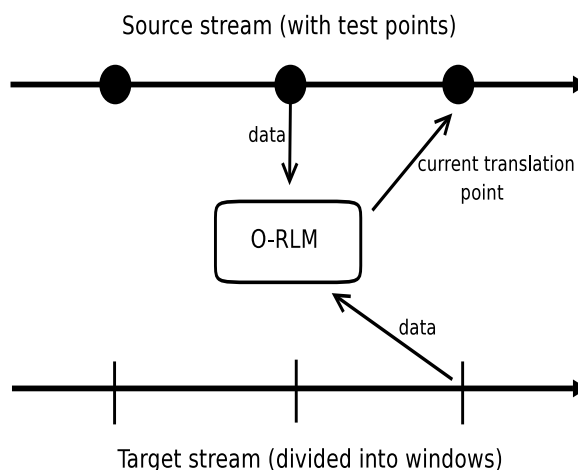 Source stream (with test points)
data
current translation
point
O-RLM
data
Target stream (divided into windows)